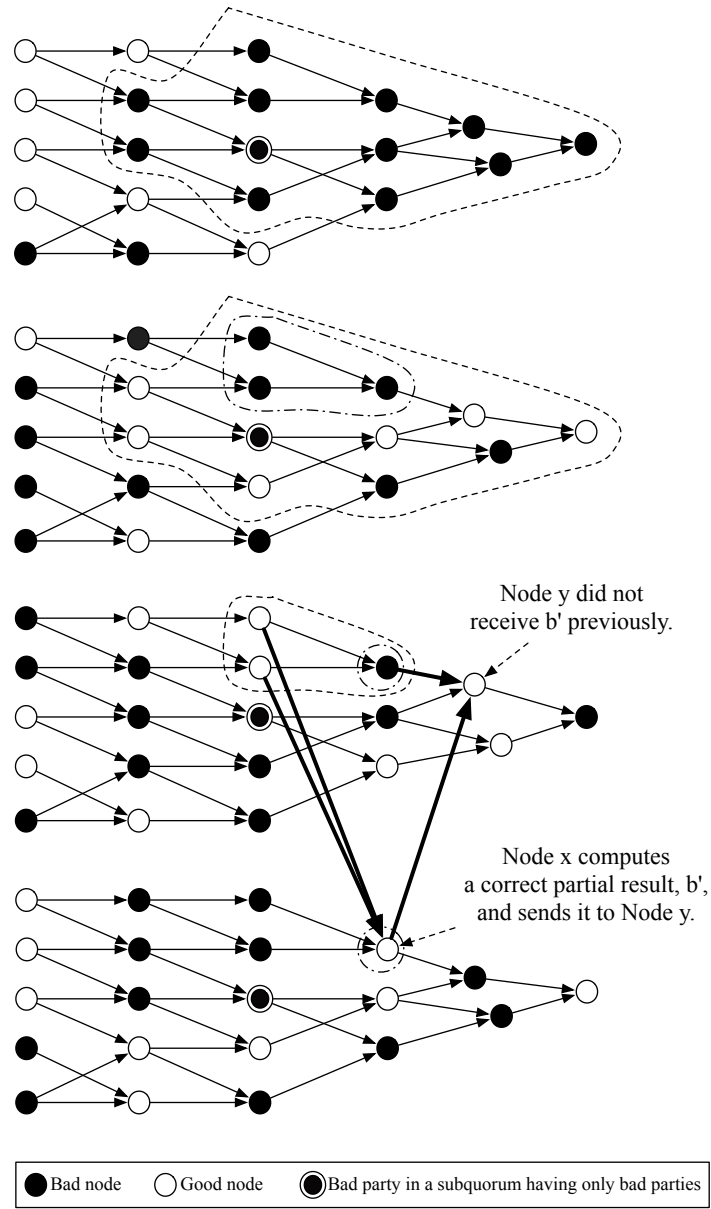 Node y did not
receive b' previously.
Node x computes
a correct partial result, b',
and sends it to Node y.
Bad node Good node Bad party in a subquorum having only bad parties